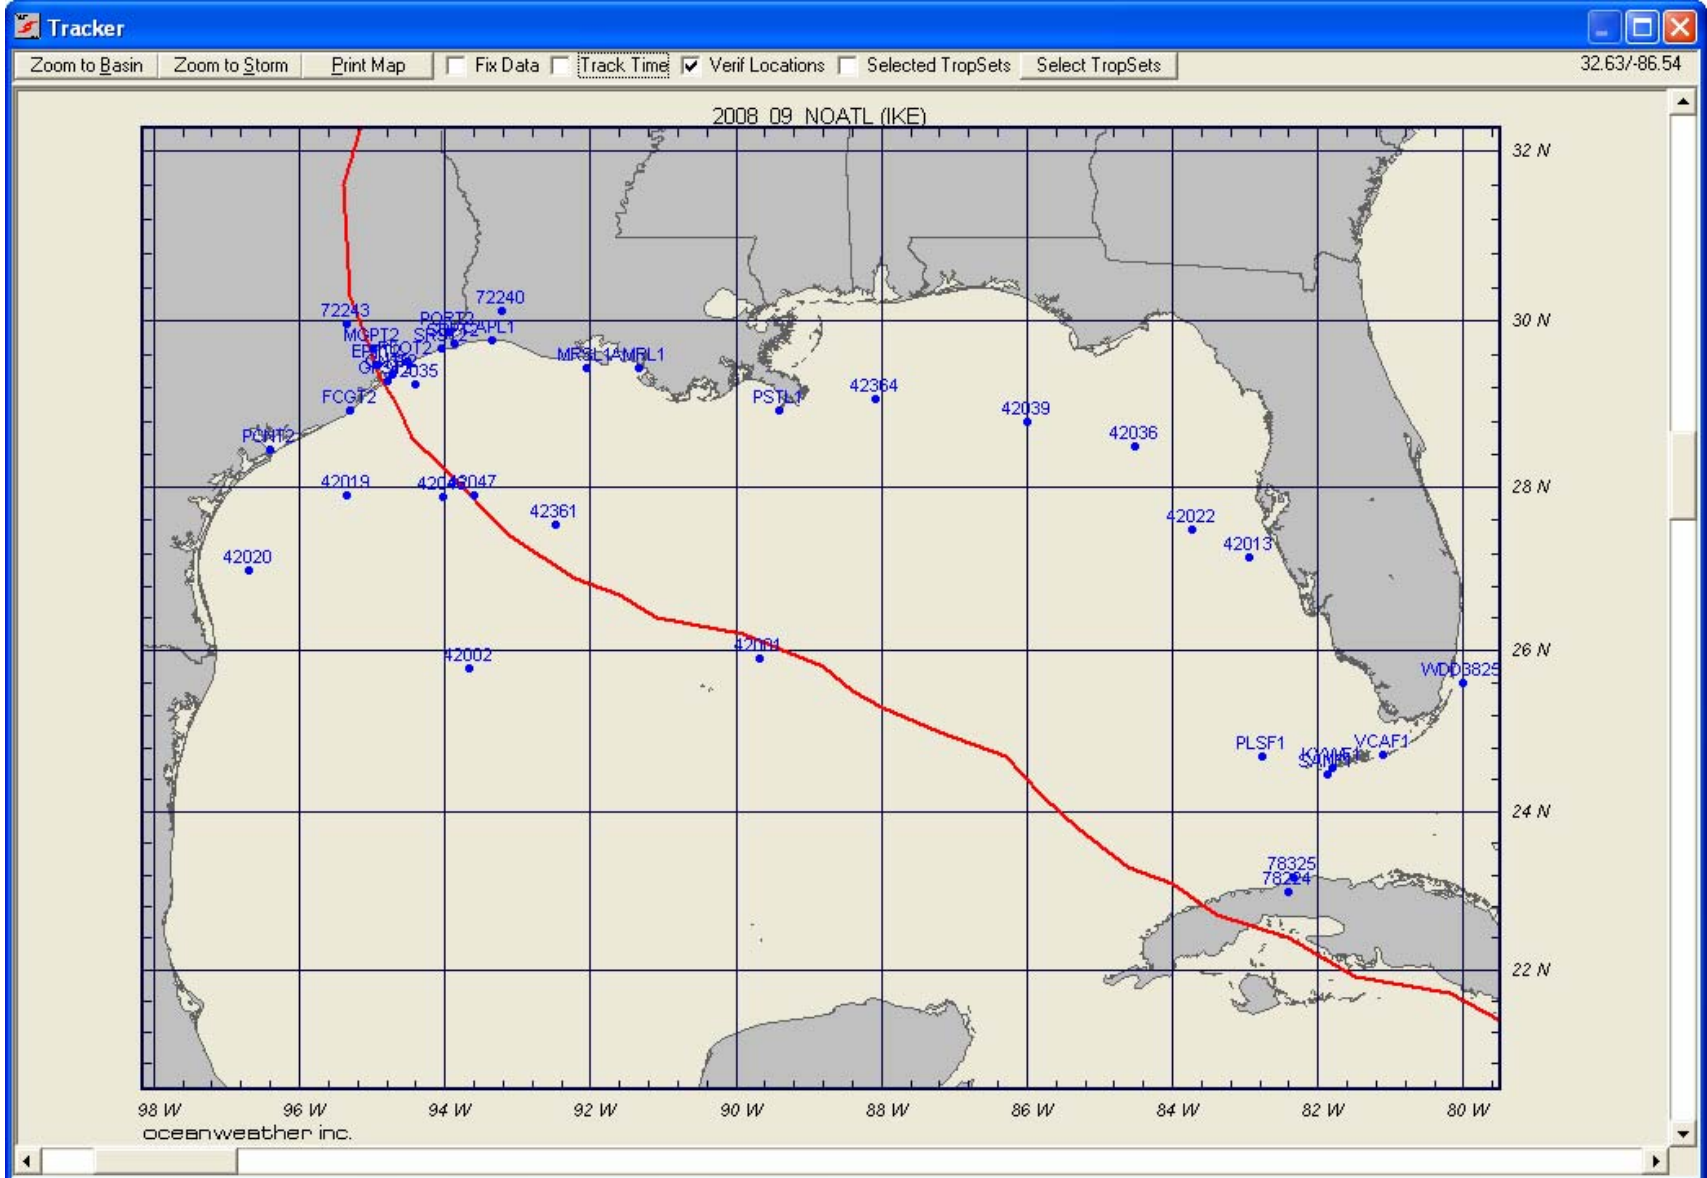 Tracker
Zoom to Basin Zoom to Storm Print Map Fix Data Track Time Verif Locations Selected TropSets Select TropSets 32.63/-86.54
2008 09 NOATL (IKE)
32 N
72240
72243
PORT2
30 N
CAPL1
MGPT2
MRSL1 AMRL1
42035
42364
FCGT2
PSTL1
42039
42036
PCNT2
42019
42047
28 N
42361
42022
42013
42020
42001
26 N
42002
WDD3825
PLSF1
VCAF1
24 N
78325
78224
22 N
98 W 96 W 94 W 92 W 90 W 88 W 86 W 84 W 82 W 80 W
oceanweather inc.